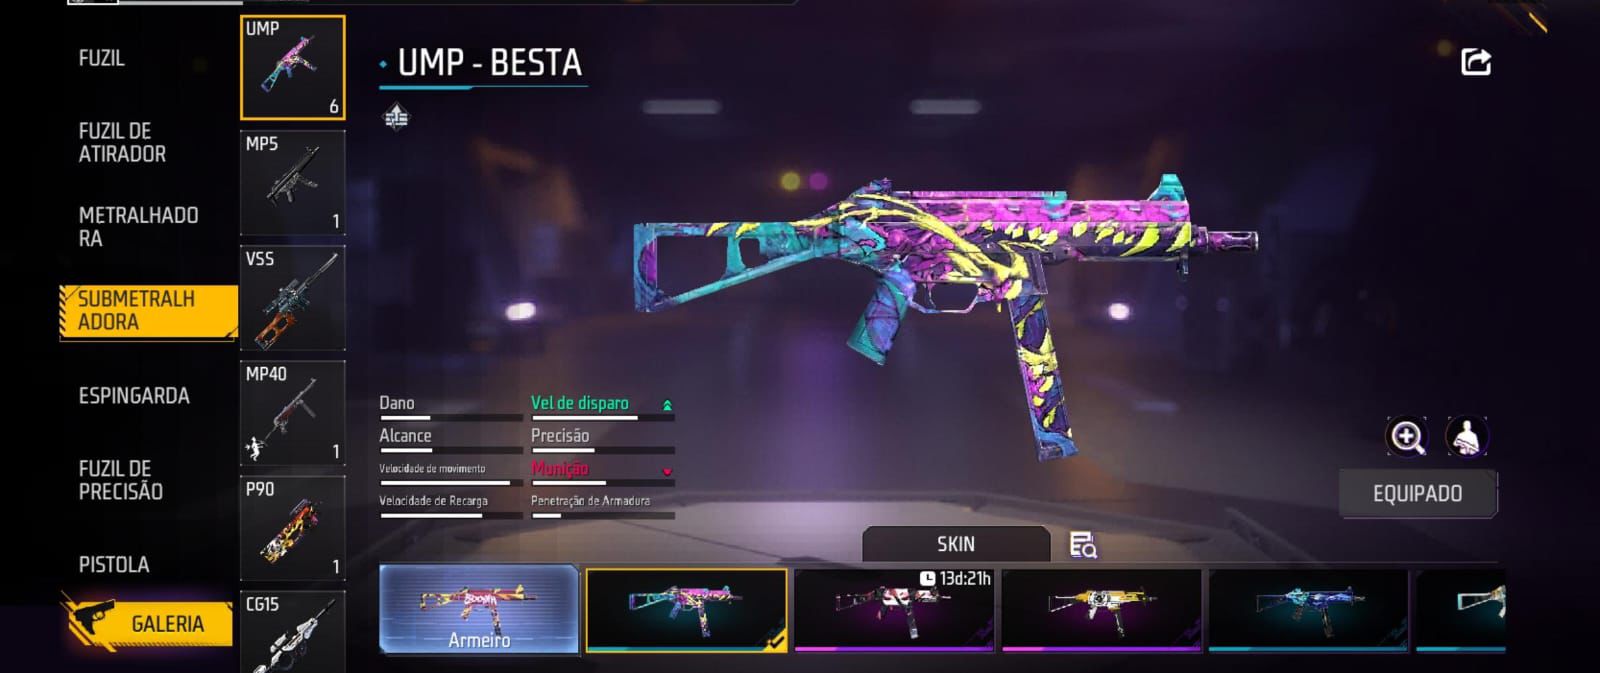 FUZIL
FUZIL DE
ATIRADOR
METRALHADO
RA
SUBMETRALH
ADORA
ESPINGARDA
FUZIL DE
PRECISÃO
PISTOLA
GALERIA
UMP
6
MP5
1
VSS
MP40
1
P90
1
CG15
UMP - BESTA
Dano
Vel de disparo
Alcance
Precisão
Velocidade de movimento
Munição
Velocidade de Recarga
Penetração de Armadura
EQUIPADO
SKIN
Armeiro
13d:21h